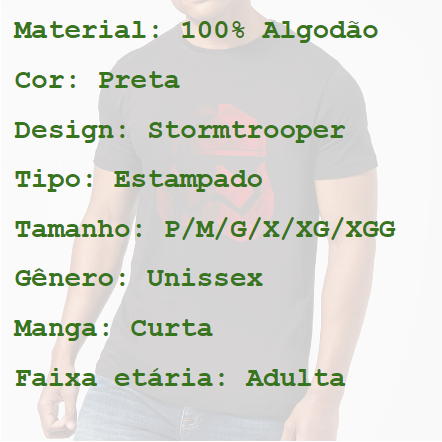 Material: 100% Algodão
Cor: Preta
Design: Stormtrooper
Tipo: Estampado
Tamanho: P/M/G/X/XG/XGG
Gênero: Unissex
Manga: Curta
Faixa etária: Adulta